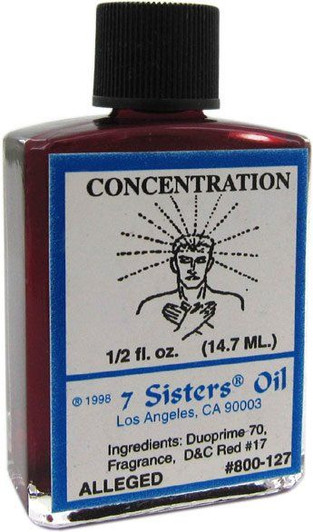 CONCENTRATION
1/2 fl. oz. (14.7 ML.)
® 1998 7 Sisters® Oil
Los Angeles, CA 90003
Ingredients: Duoprime 70,
Fragrance, D&C Red #17
#800-127
ALLEGED